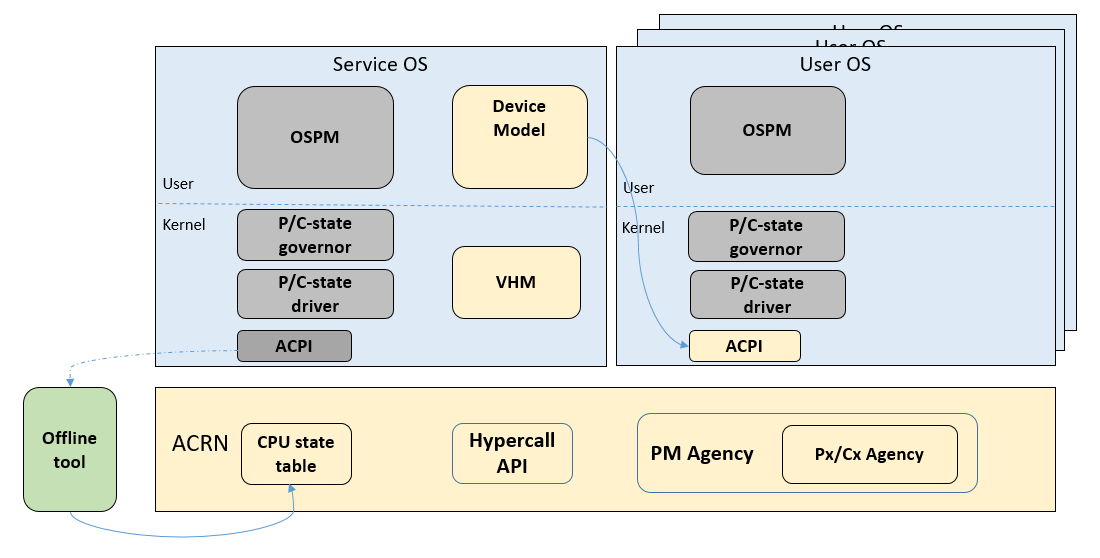 User OS
User OS
Service OS
User OS
OSPM
Device
Model
OSPM
User
User
Kernel
Kernel
P/C-state
governor
P/C-state
governor
VHM
P/C-state
driver
P/C-state
driver
ACPI
ACPI
Offline
tool
ACRN
CPU state
table
Hypercall
API
PM Agency
Px/Cx Agency